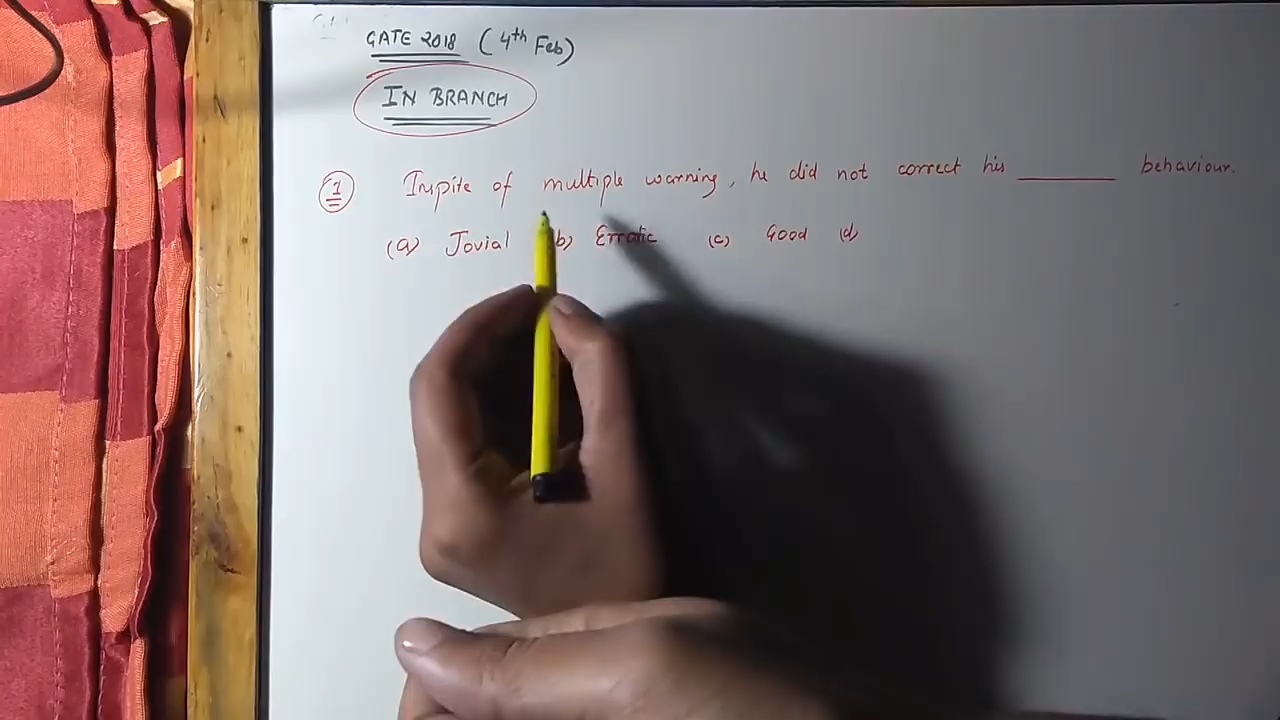 GATE 2018 (4th Feb)
IN BRANCH
1 Inspite of multiple warning, he did not correct his ______ behaviour.
(a) Jovial b) Erratic (c) Good (d)